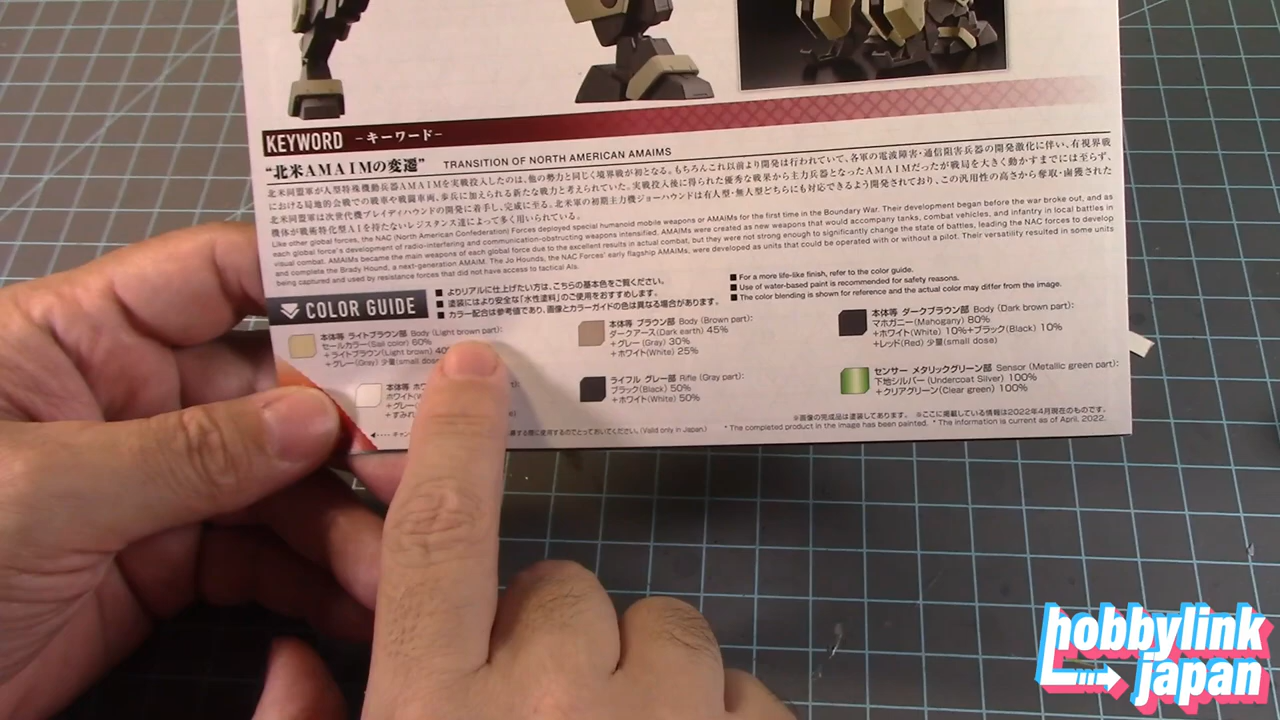 KEYWORD -キーワード-
"北米AMAIMの変遷" TRANSITION OF NORTH AMERICAN AMAIMS
北米同盟軍が人型特殊機動兵器AMAIMを実戦投入したのは、他の勢力と同じく境界戦が初となる。もちろんこれ以前より開発は行われていて、各軍の電波障害・通信阻害兵器の開発激化に伴い、有視界戦
における局地的会戦での戦車や戦闘車両、歩兵に加えられる新たな戦力と考えられていた。実戦投入後に得られた優秀な戦果から主力兵器となったAMAIMだったが戦局を大きく動かすまでには至らず、
北米同盟軍は次世代機ブレイディハウンドの開発に着手し、完成に至る。北米軍の初期主力機ジョーハウンドは有人型・無人型どちらにも対応できるよう開発されており、この汎用性の高さから奪取・鹵獲された
機体が戦術特化型AIを持たないレジスタンス達によって多く用いられている。
Like other global forces, the NAC (North American Confederation) Forces deployed special humanoid mobile weapons or AMAIMs for the first time in the Boundary War. Their development began before the war broke out, and as
each global force's development of radio-interfering and communication-obstructing weapons intensified. AMAIMs were created as new weapons that would accompany tanks, combat vehicles, and infantry in local battles in
visual combat. AMAIMs became the main weapons of each global force due to the excellent results in actual combat, but they were not strong enough to significantly change the state of battles, leading the NAC forces to develop
and complete the Brady Hound, a next-generation AMAIM. The Jo Hounds, the NAC Forces' early flagship AMAIMs, were developed as units that could be operated with or without a pilot. Their versatility resulted in some units
being captured and used by resistance forces that did not have access to tactical AIs.
COLOR GUIDE
■ よりリアルに仕上げたい方は、こちらの基本色をご覧ください。
■ 塗装にはより安全な「水性塗料」のご使用をおすすめします。
■ カラー配合は参考値であり、画像とカラーガイドの色は異なる場合があります。
■ For a more life-like finish, refer to the color guide.
■ Use of water-based paint is recommended for safety reasons.
■ The color blending is shown for reference and the actual color may differ from the image.
本体等 ライトブラウン部 Body (Light brown part):
セールカラー(Sail color) 60%
+ライトブラウン(Light brown) 40
+グレー(Gray) 少量(small dose
本体等 ホワ
ホワイト(W
+グレー
+すみれ
本体等 ブラウン部 Body (Brown part):
ダークアース(Dark earth) 45%
+グレー (Gray) 30%
+ホワイト(White) 25%
ライフル グレー部 Rifle (Gray part):
ブラック(Black) 50%
+ホワイト(White) 50%
本体等 ダークブラウン部 Body (Dark brown part):
マホガニー(Mahogany) 80%
+ホワイト(White) 10%+ブラック(Black) 10%
+レッド(Red) 少量(small dose)
センサー メタリックグリーン部 Sensor (Metallic green part):
下地シルバー(Undercoat Silver) 100%
+クリアグリーン(Clear green) 100%
する際に使用するのでとっておいてください。(Valid only in Japan.)
※画像の完成品は塗装してあります。 ※ここに掲載している情報は2022年4月現在のものです。
* The completed product in the image has been painted. * The information is current as of April, 2022.
hobbylink
japan